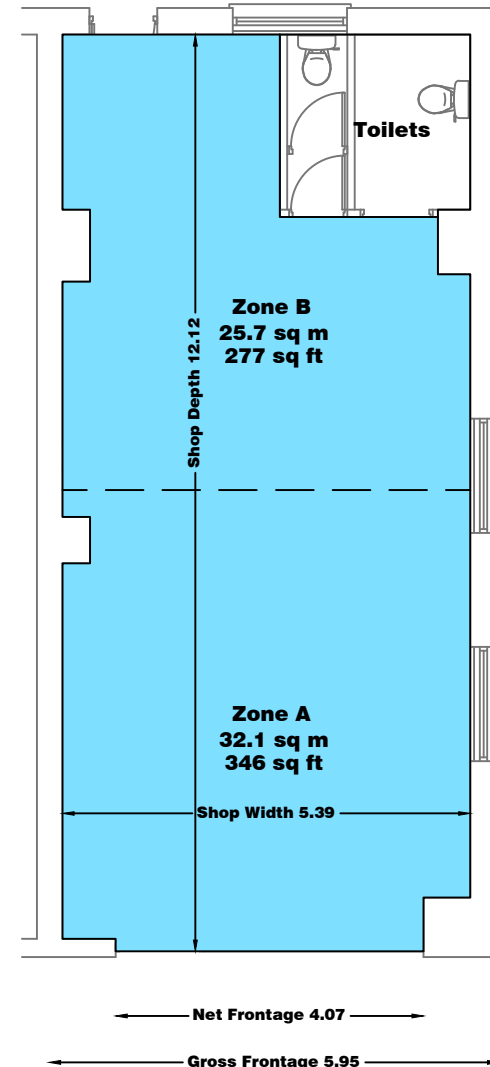 Toilets
Zone B
25.7 sq m
277 sq ft
Shop Depth 12.12
Zone A
32.1 sq m
346 sq ft
Shop Width 5.39
Net Frontage 4.07
Gross Frontage 5.95